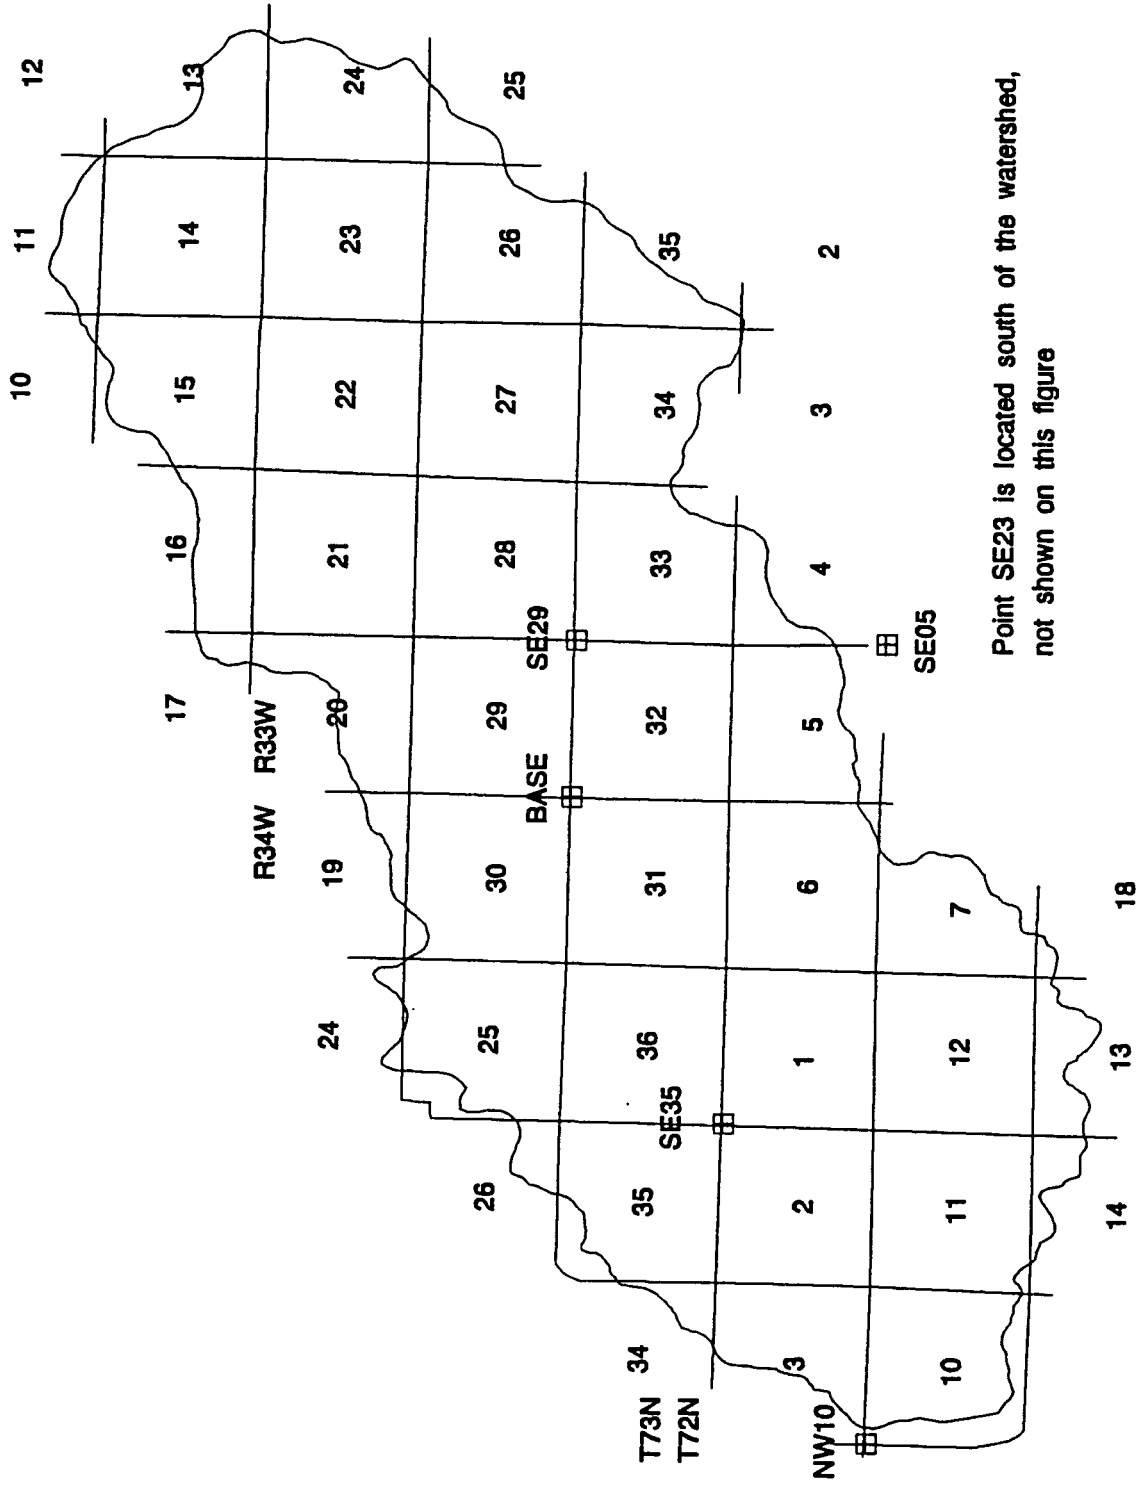 10 11 12
17 16 15 14 13
R34W R33W
24 19 20 21 22 23 24
26 25 30 29 28 27 26 25
BASE SE29
34 35 36 31 32 33 34 35
T73N
SE35
T72N
3 2 1 6 5 4 3 2
NW10
SE05
10 11 12 7
Point SE23 is located south of the watershed,
not shown on this figure
14 13 18